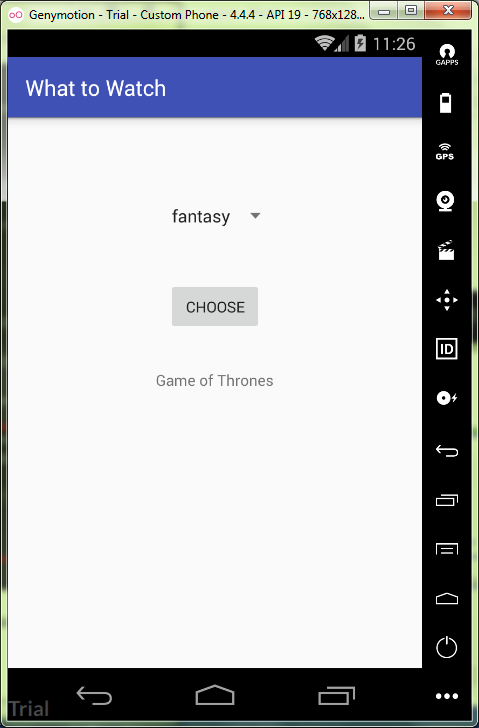 Genymotion - Trial - Custom Phone - 4.4.4 - API 19 - 768x128...
11:26
GAPPS
What to Watch
GPS
fantasy
CHOOSE
ID
Game of Thrones
Trial